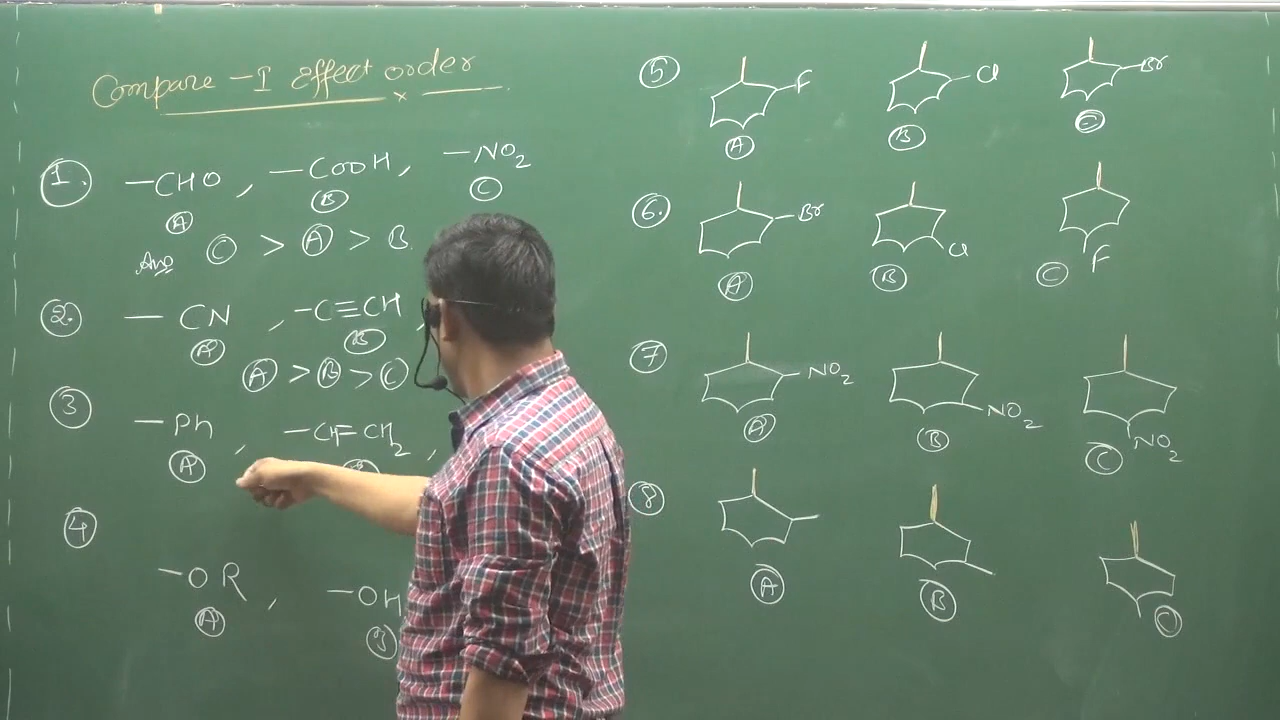 Compare -I effect order
1. -CHO, -COOH, -NO2
A B C
Ans C > A > B
2. -CN, -C≡CH,
A B
A > B > C
3 -Ph, -CH=CH2,
A B
4 -OR, -OH
A B
5 F Cl Br
A B C
6. Br Cl F
A B C
7 NO2 NO2 NO2
A B C
8
A B C